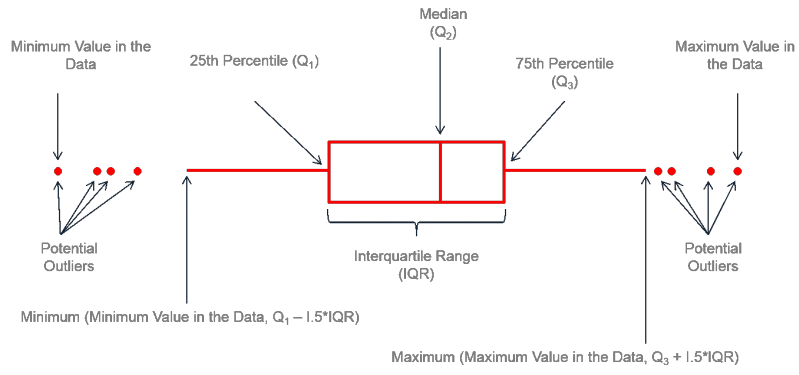 Median
(Q2)
Minimum Value in the
Data
Maximum Value in
the Data
25th Percentile (Q1)
75th Percentile
(Q3)
Potential
Outliers
Interquartile Range
(IQR)
Potential
Outliers
Minimum (Minimum Value in the Data, Q1 – I.5*IQR)
Maximum (Maximum Value in the Data, Q3 + I.5*IQR)